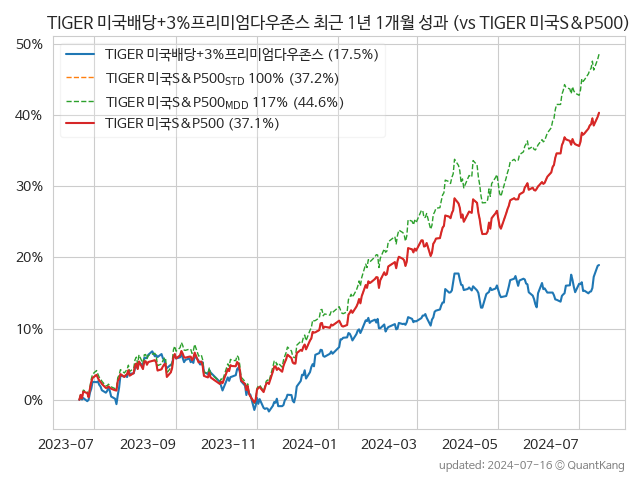 TIGER 미국배당+3%프리미엄다우존스 최근 1년 1개월 성과 (vs TIGER 미국S&P500)
50%
40%
30%
20%
10%
0%
TIGER 미국배당+3%프리미엄다우존스 (17.5%)
TIGER 미국S&P500STD 100% (37.2%)
TIGER 미국S&P500MDD 117% (44.6%)
TIGER 미국S&P500 (37.1%)
2023-07 2023-09 2023-11 2024-01 2024-03 2024-05 2024-07
updated: 2024-07-16 © QuantKang